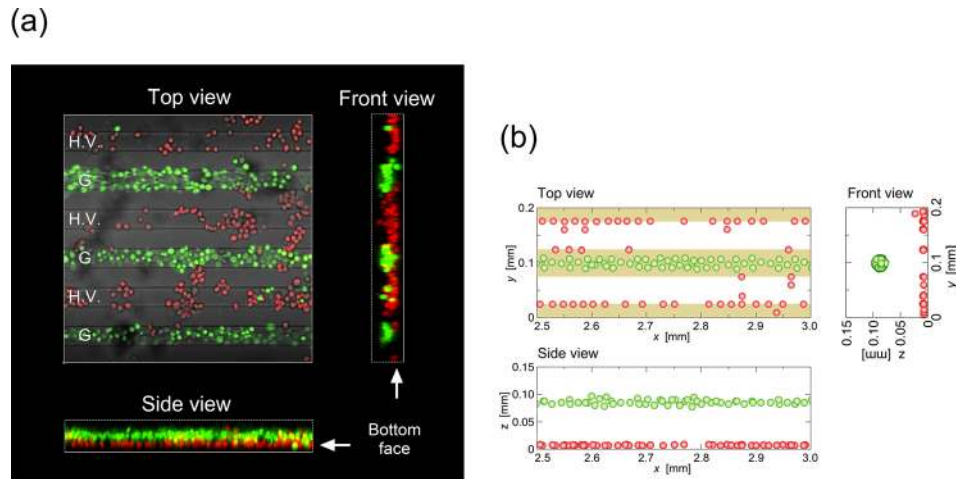 (a)
Top view
Front view
H.V.
G
H.V.
G
H.V.
G
Side view
Bottom
face
(b)
Top view
Front view
0.2
0.1
0
y [mm]
2.5
2.6
2.7
2.8
2.9
3.0
x [mm]
0.2
0.1
0
y [mm]
0.15
0.10
0.05
0
z [mm]
Side view
0.15
0.10
0.05
0
z [mm]
2.5
2.6
2.7
2.8
2.9
3.0
x [mm]